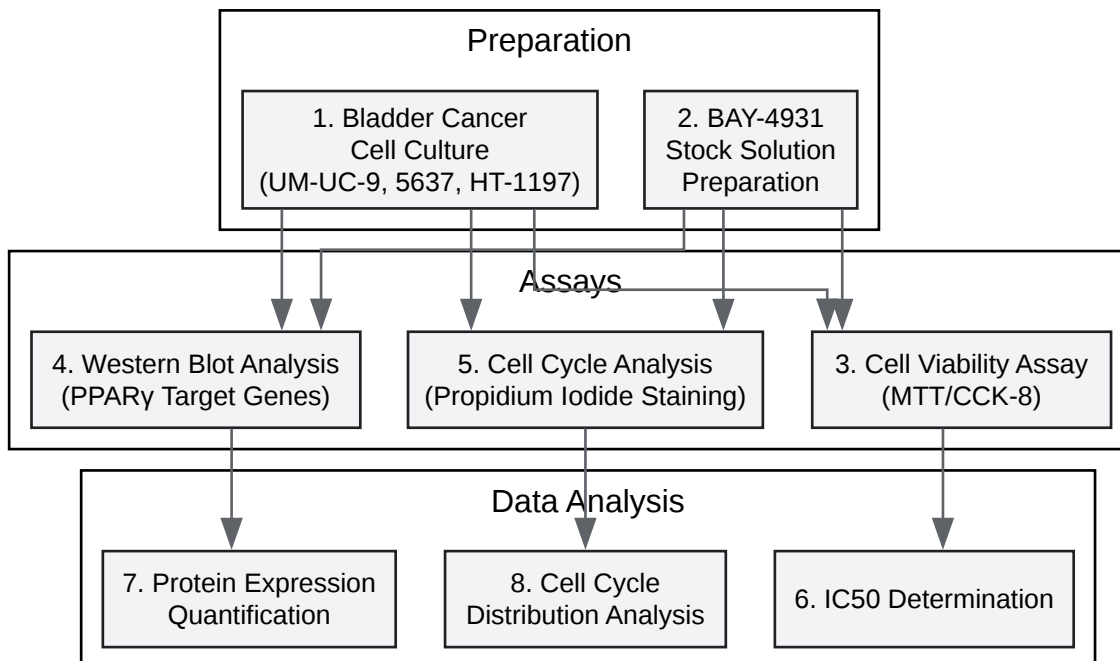 Preparation
1. Bladder Cancer
Cell Culture
(UM-UC-9, 5637, HT-1197)
2. BAY-4931
Stock Solution
Preparation
Assays
4. Western Blot Analysis
(PPARγ Target Genes)
5. Cell Cycle Analysis
(Propidium Iodide Staining)
3. Cell Viability Assay
(MTT/CCK-8)
Data Analysis
7. Protein Expression
Quantification
8. Cell Cycle
Distribution Analysis
6. IC50 Determination